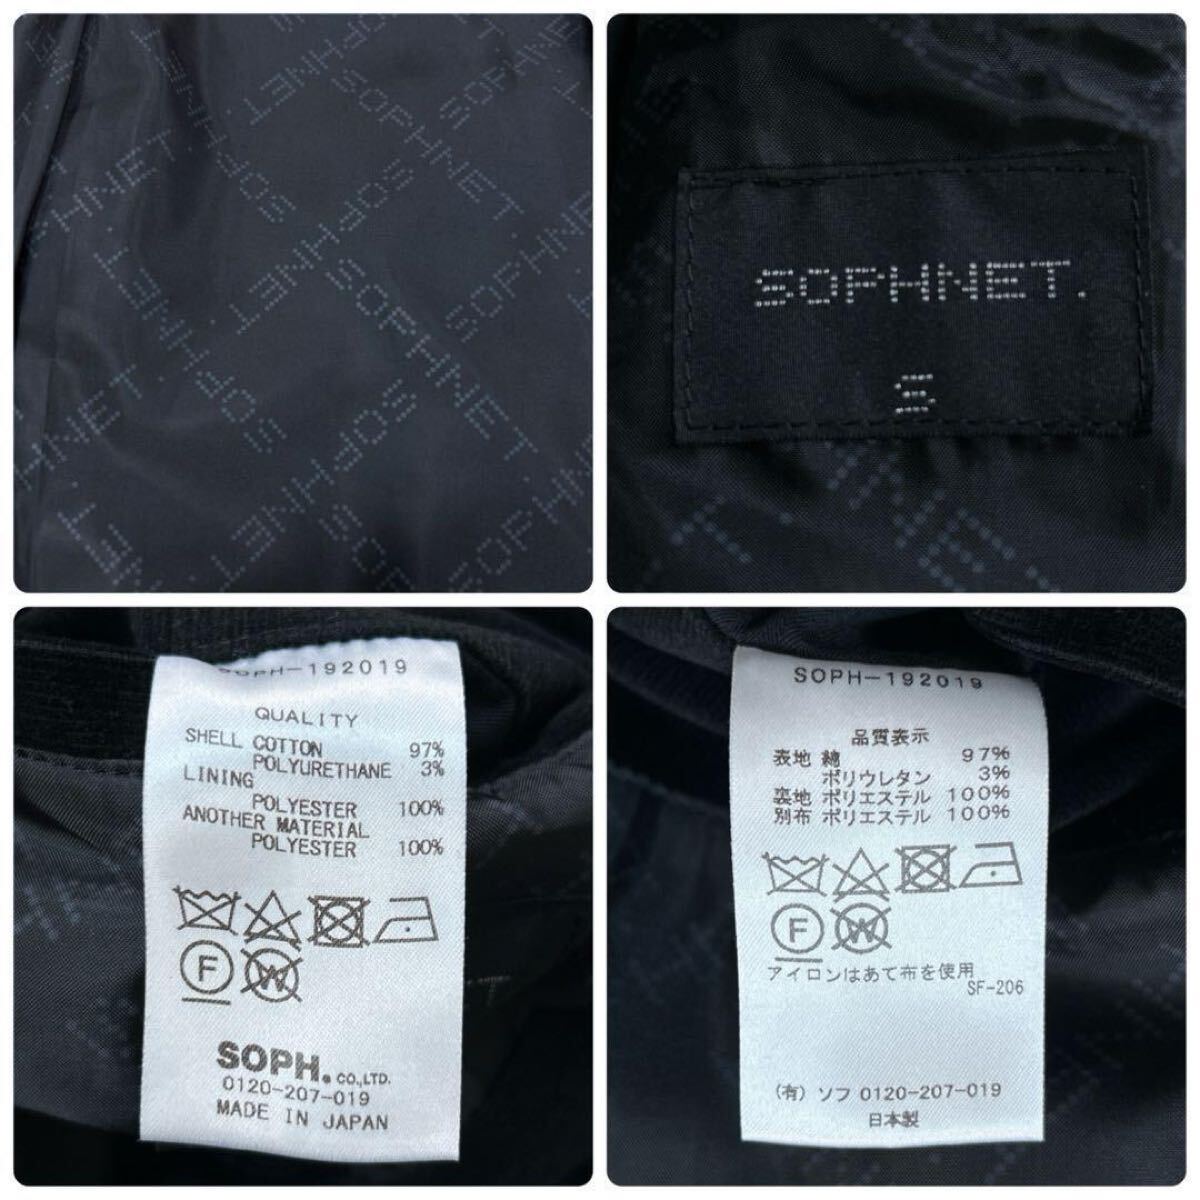 SOPHNET. SOPHNET.
SOPHNET.
S
SOPH-192019
QUALITY
SHELL COTTON 97%
POLYURETHANE 3%
LINING
POLYESTER 100%
ANOTHER MATERIAL
POLYESTER 100%
F
W
SOPH. CO.,LTD.
0120-207-019
MADE IN JAPAN
SOPH-192019
品質表示
表地 綿 97%
ポリウレタン 3%
裏地 ポリエステル 100%
別布 ポリエステル 100%
F
W
アイロンはあて布を使用
SF-206
(有) ソフ 0120-207-019
日本製